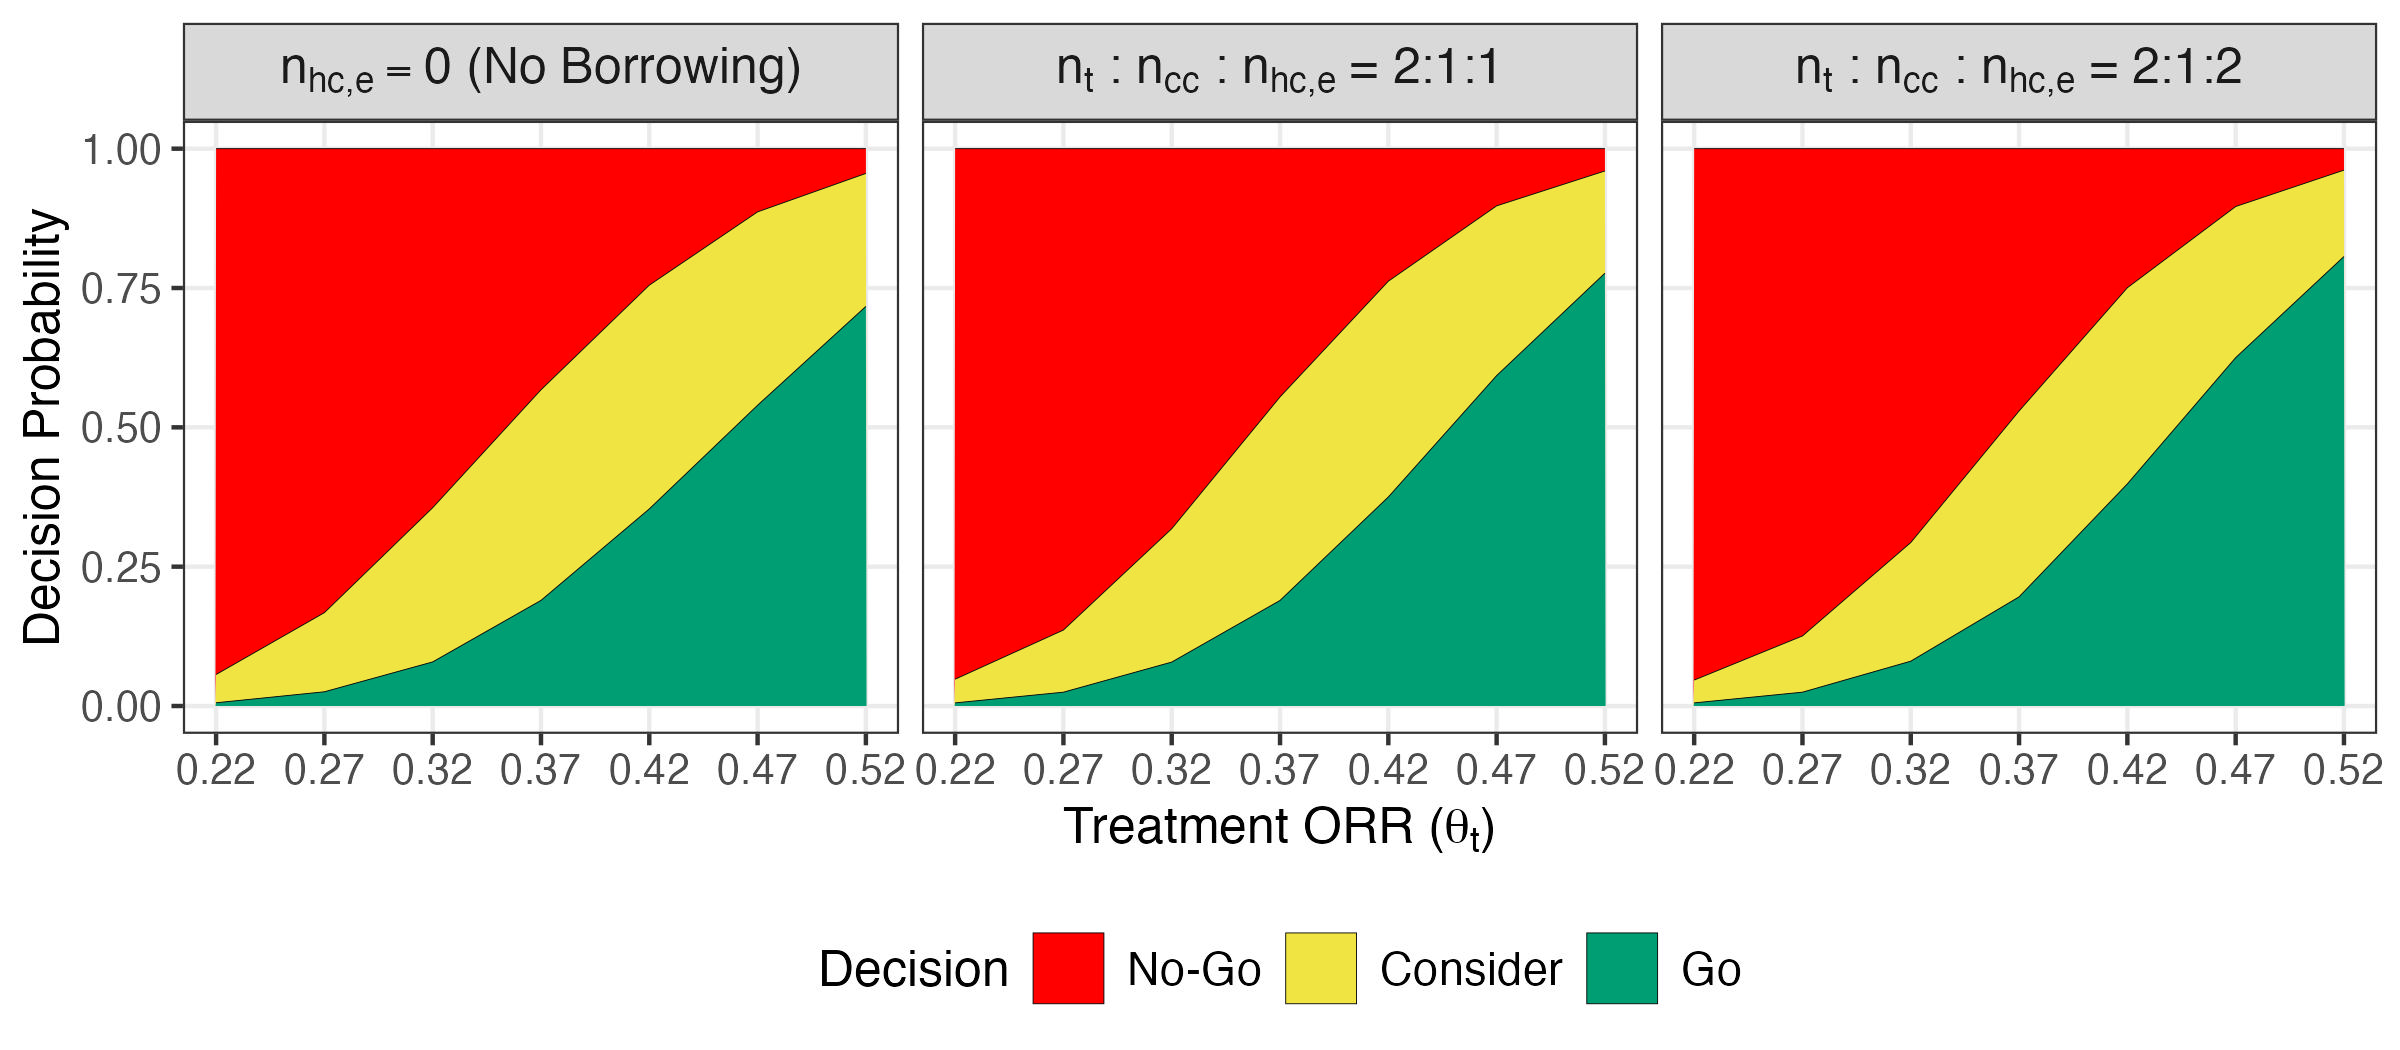 n_hc,e = 0 (No Borrowing)
n_t : n_cc : n_hc,e = 2:1:1
n_t : n_cc : n_hc,e = 2:1:2
Decision Probability
1.00
0.75
0.50
0.25
0.00
0.22 0.27 0.32 0.37 0.42 0.47 0.52
0.22 0.27 0.32 0.37 0.42 0.47 0.52
0.22 0.27 0.32 0.37 0.42 0.47 0.52
Treatment ORR (θ_t)
Decision No-Go Consider Go